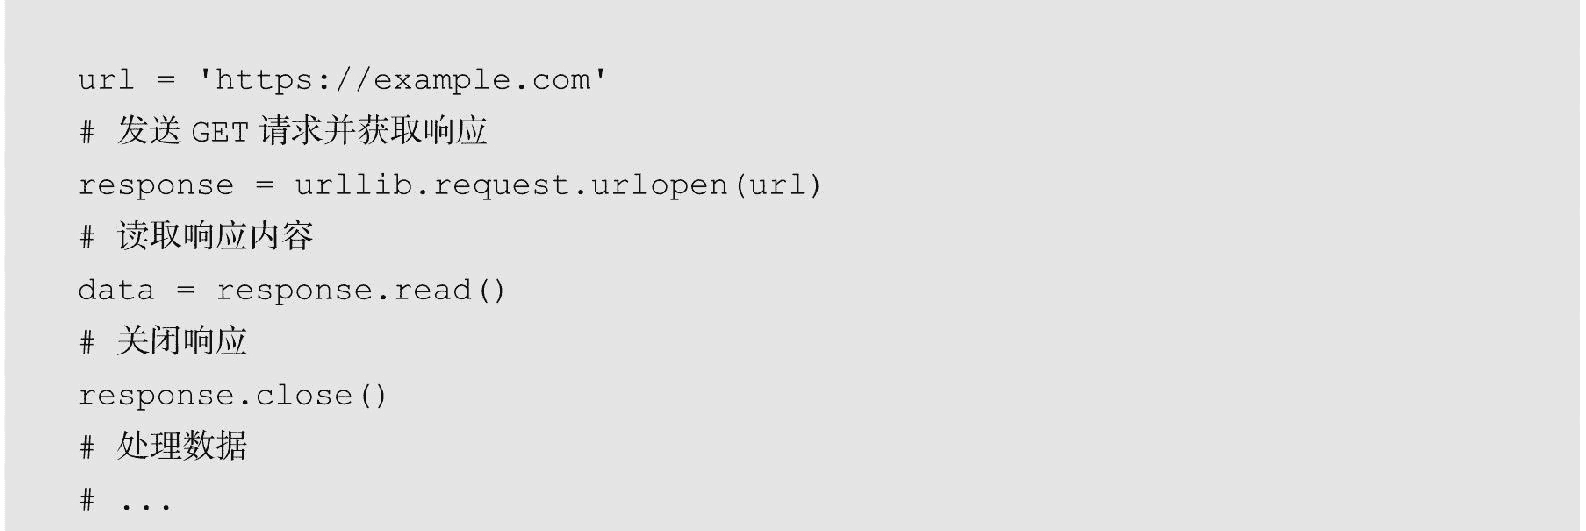 url = 'https://example.com'
# 发送 GET 请求并获取响应
response = urllib.request.urlopen(url)
# 读取响应内容
data = response.read()
# 关闭响应
response.close()
# 处理数据
# ...